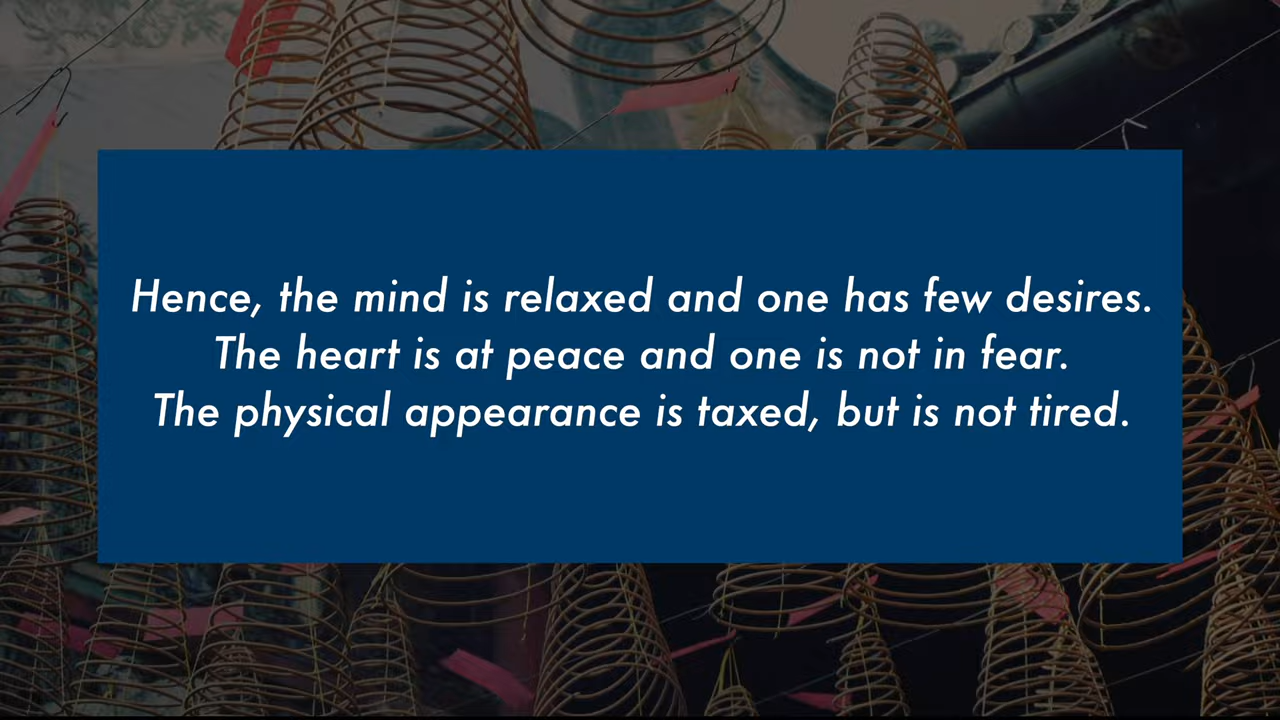 Hence, the mind is relaxed and one has few desires.
The heart is at peace and one is not in fear.
The physical appearance is taxed, but is not tired.